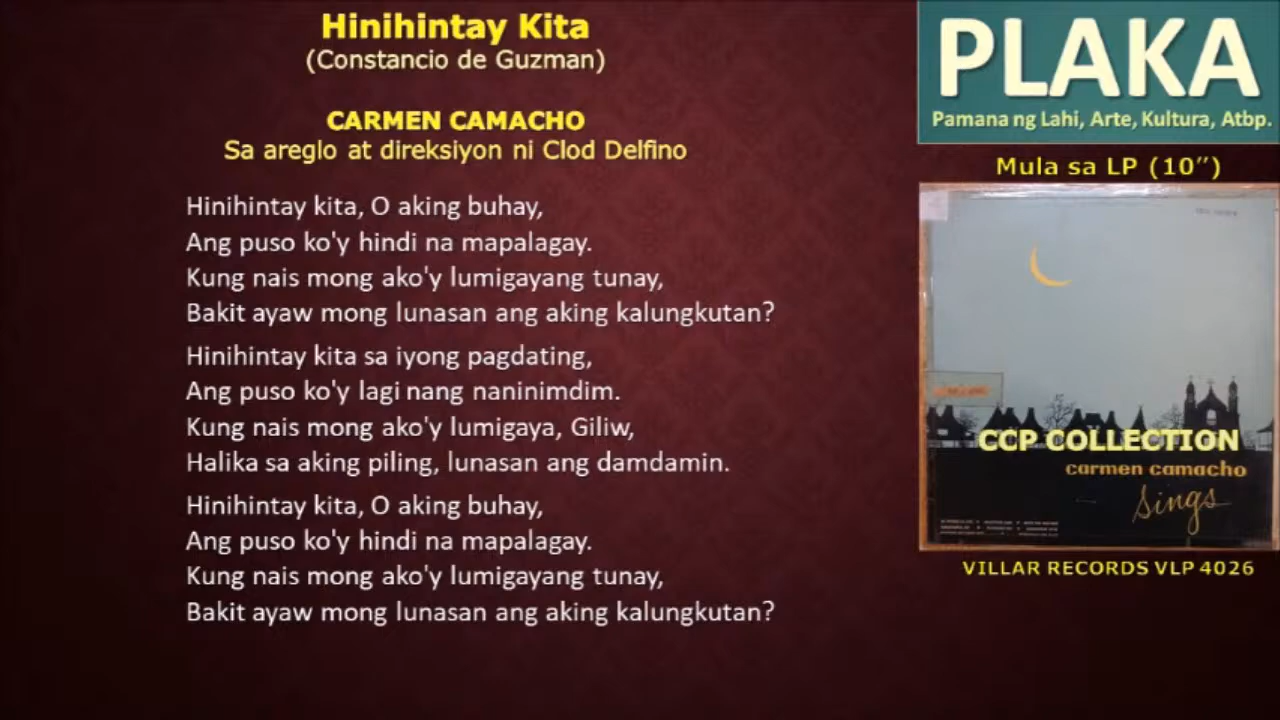 Hinihintay Kita
(Constancio de Guzman)
CARMEN CAMACHO
Sa areglo at direksiyon ni Clod Delfino
Hinihintay kita, O aking buhay,
Ang puso ko'y hindi na mapalagay.
Kung nais mong ako'y lumigayang tunay,
Bakit ayaw mong lunasan ang aking kalungkutan?
Hinihintay kita sa iyong pagdating,
Ang puso ko'y lagi nang naninimdim.
Kung nais mong ako'y lumigaya, Giliw,
Halika sa aking piling, lunasan ang damdamin.
Hinihintay kita, O aking buhay,
Ang puso ko'y hindi na mapalagay.
Kung nais mong ako'y lumigayang tunay,
Bakit ayaw mong lunasan ang aking kalungkutan?
PLAKA
Pamana ng Lahi, Arte, Kultura, Atbp.
Mula sa LP (10")
CCP COLLECTION
carmen camacho
Sings
VILLAR RECORDS VLP 4026